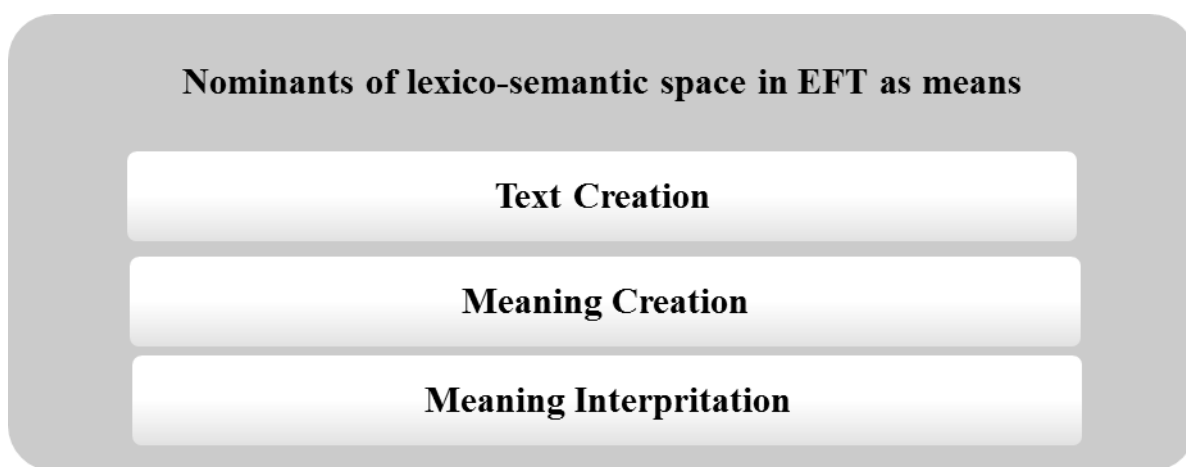 Nominants of lexico-semantic space in EFT as means
Text Creation
Meaning Creation
Meaning Interpritation